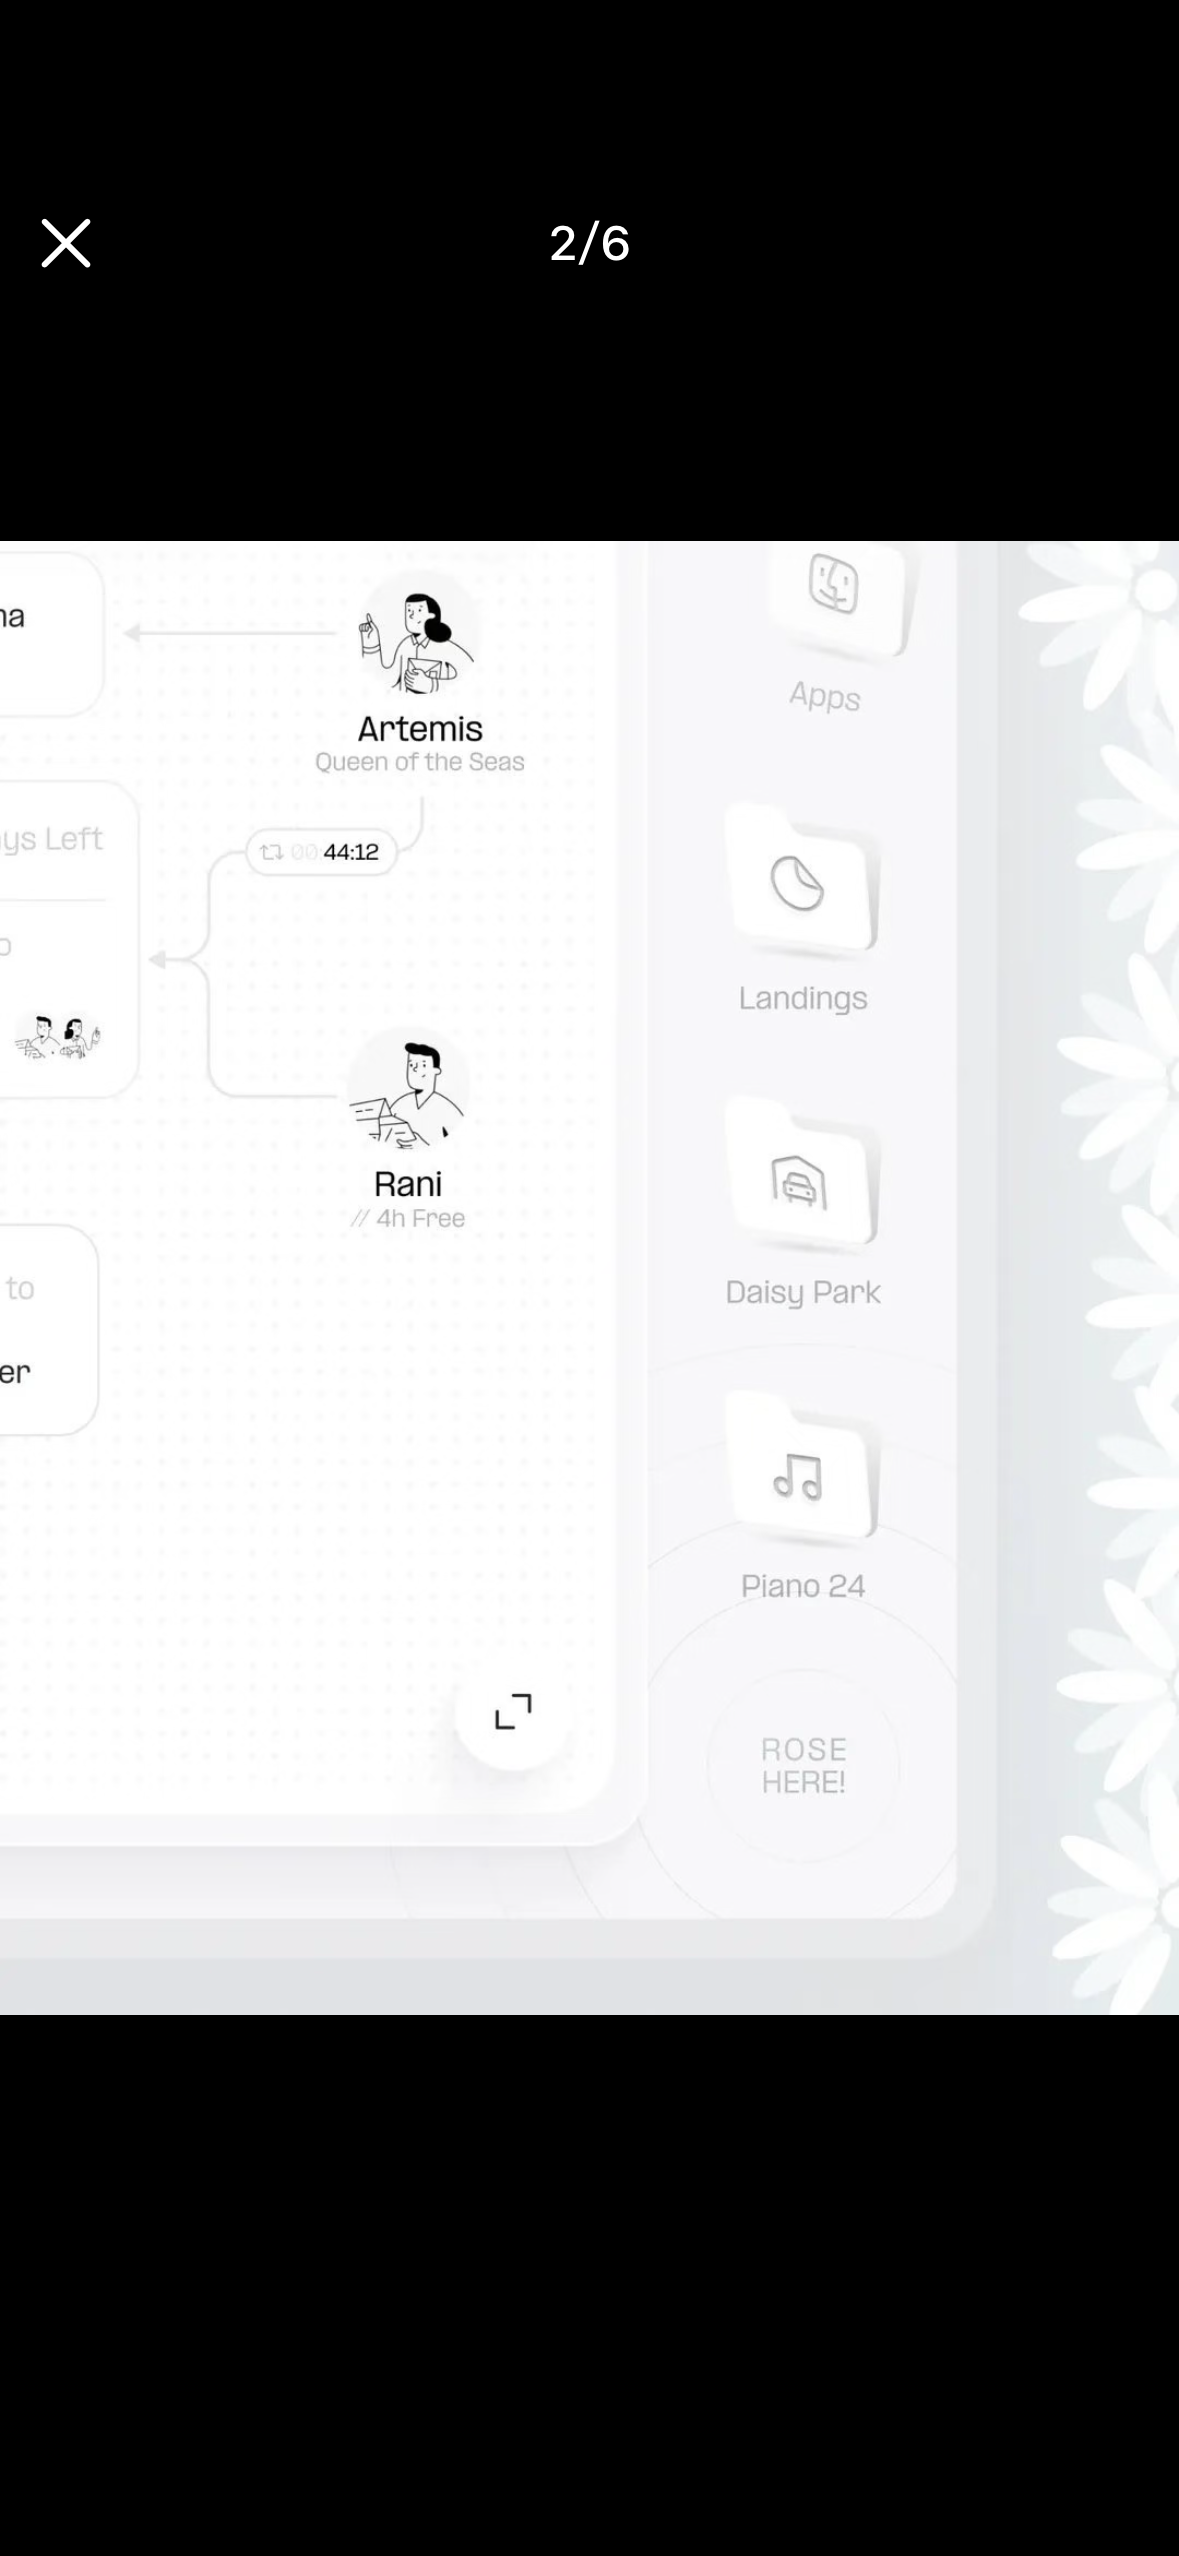 2/6
na
Artemis
Queen of the Seas
00:44:12
ys Left
o
Rani
// 4h Free
to
er
Apps
Landings
Daisy Park
Piano 24
ROSE
HERE!